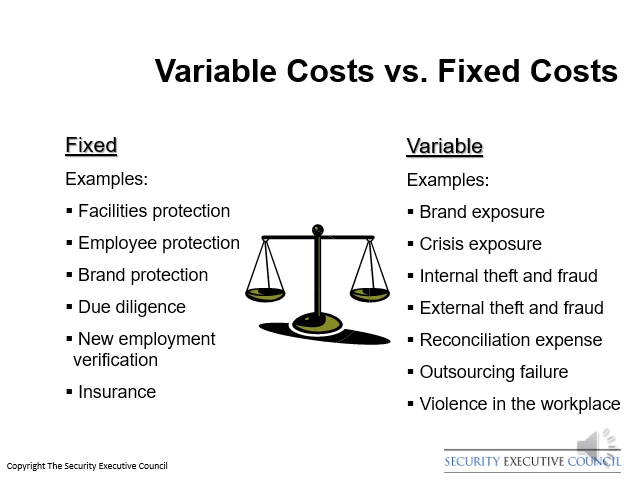 Variable Costs vs. Fixed Costs
Fixed
Examples:
▪ Facilities protection
▪ Employee protection
▪ Brand protection
▪ Due diligence
▪ New employment
verification
▪ Insurance
Variable
Examples:
▪ Brand exposure
▪ Crisis exposure
▪ Internal theft and fraud
▪ External theft and fraud
▪ Reconciliation expense
▪ Outsourcing failure
▪ Violence in the workplace
Copyright The Security Executive Council
SECURITY EXECUTIVE COUNCIL